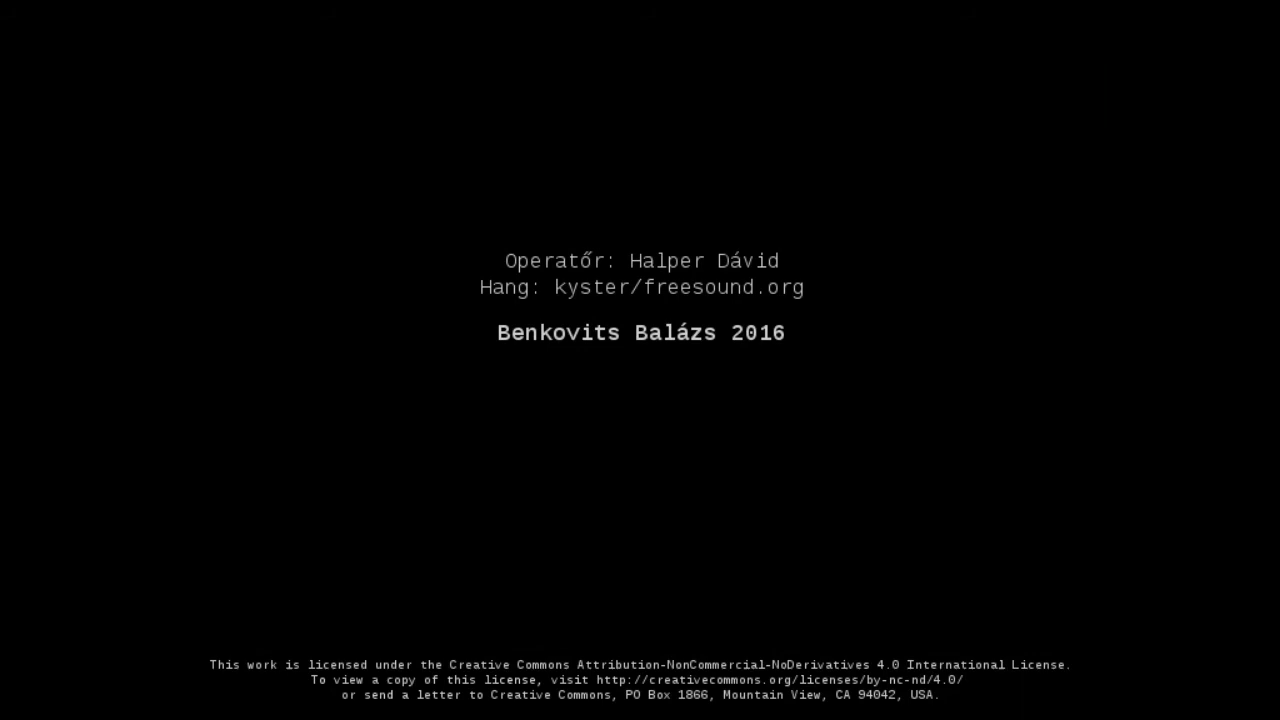 Operatőr: Halper Dávid
Hang: kyster/freesound.org
Benkovits Balázs 2016
This work is licensed under the Creative Commons Attribution-NonCommercial-NoDerivatives 4.0 International License.
To view a copy of this license, visit http://creativecommons.org/licenses/by-nc-nd/4.0/
or send a letter to Creative Commons, PO Box 1866, Mountain View, CA 94042, USA.